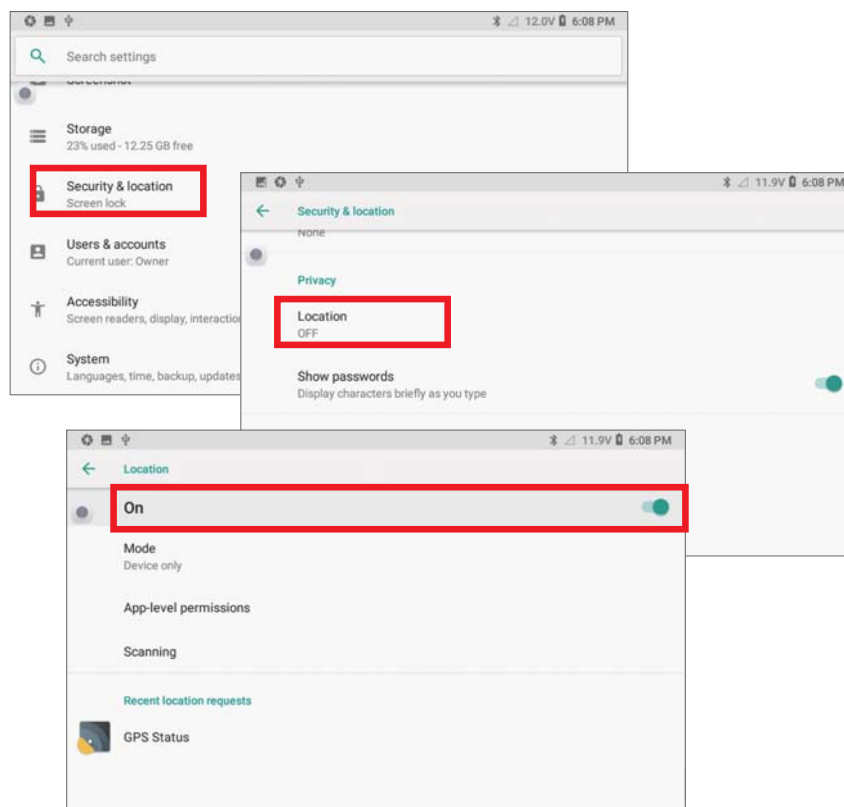 12.0V 6:08 PM
Search settings
Screenshot
Storage
23% used - 12.25 GB free
Security & location
Screen lock
Users & accounts
Current user: Owner
Accessibility
Screen readers, display, interactio
System
Languages, time, backup, updates
11.9V 6:08 PM
Security & location
None
Privacy
Location
OFF
Show passwords
Display characters briefly as you type
11.9V 6:08 PM
Location
On
Mode
Device only
App-level permissions
Scanning
Recent location requests
GPS Status